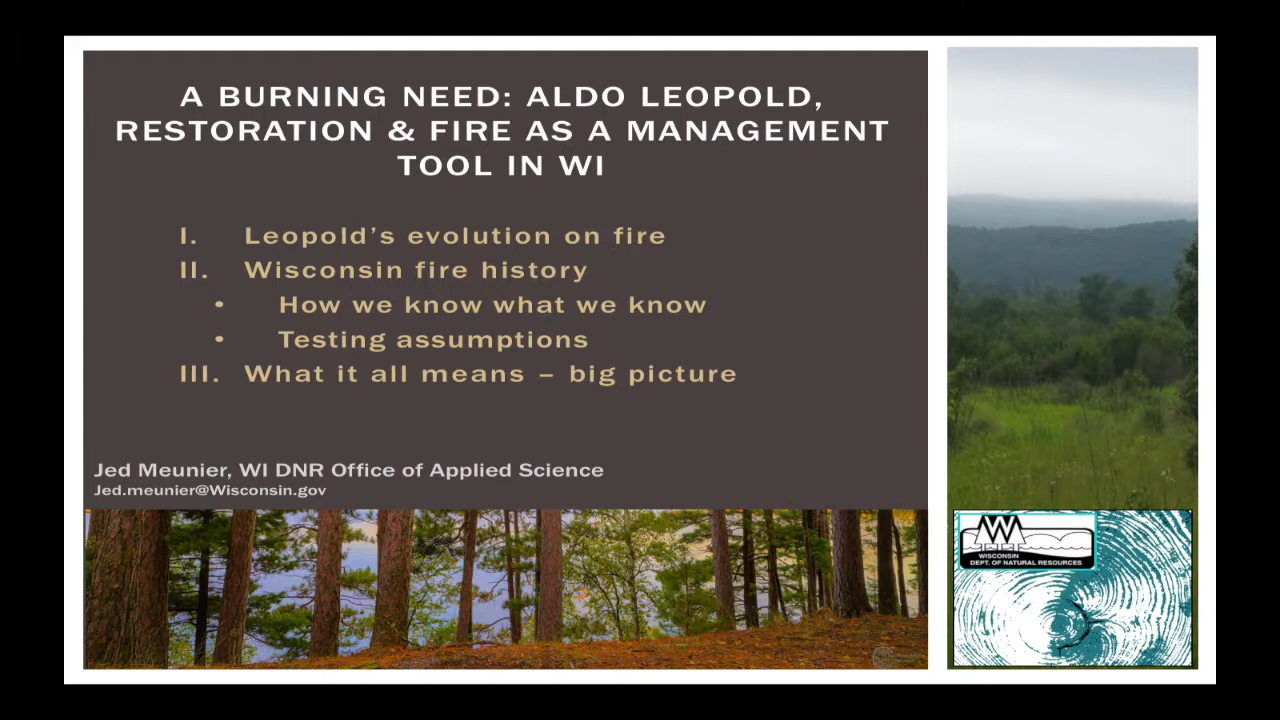 A BURNING NEED: ALDO LEOPOLD,
RESTORATION & FIRE AS A MANAGEMENT
TOOL IN WI
I. Leopold's evolution on fire
II. Wisconsin fire history
• How we know what we know
• Testing assumptions
III. What it all means – big picture
Jed Meunier, WI DNR Office of Applied Science
Jed.meunier@Wisconsin.gov
WISCONSIN
DEPT. OF NATURAL RESOURCES